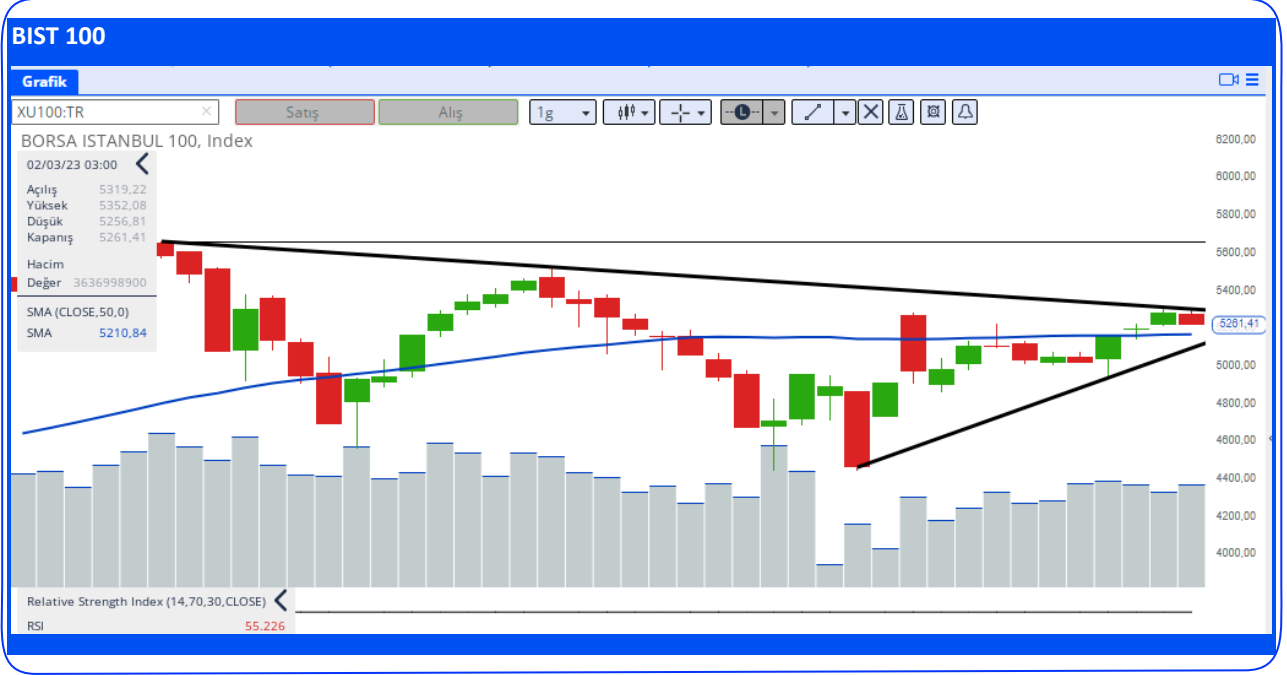 BIST 100
Grafik
XU100:TR
Satış
Alış
1g
L
BORSA ISTANBUL 100, Index
02/03/23 03:00
Açılış 5319,22
Yüksek 5352,08
Düşük 5256,81
Kapanış 5261,41
Hacim
Değer 3636998900
SMA (CLOSE,50,0)
SMA 5210,84
6200,00
6000,00
5800,00
5600,00
5400,00
5261,41
5000,00
4800,00
4600,00
4400,00
4200,00
4000,00
Relative Strength Index (14,70,30,CLOSE)
RSI 55.226